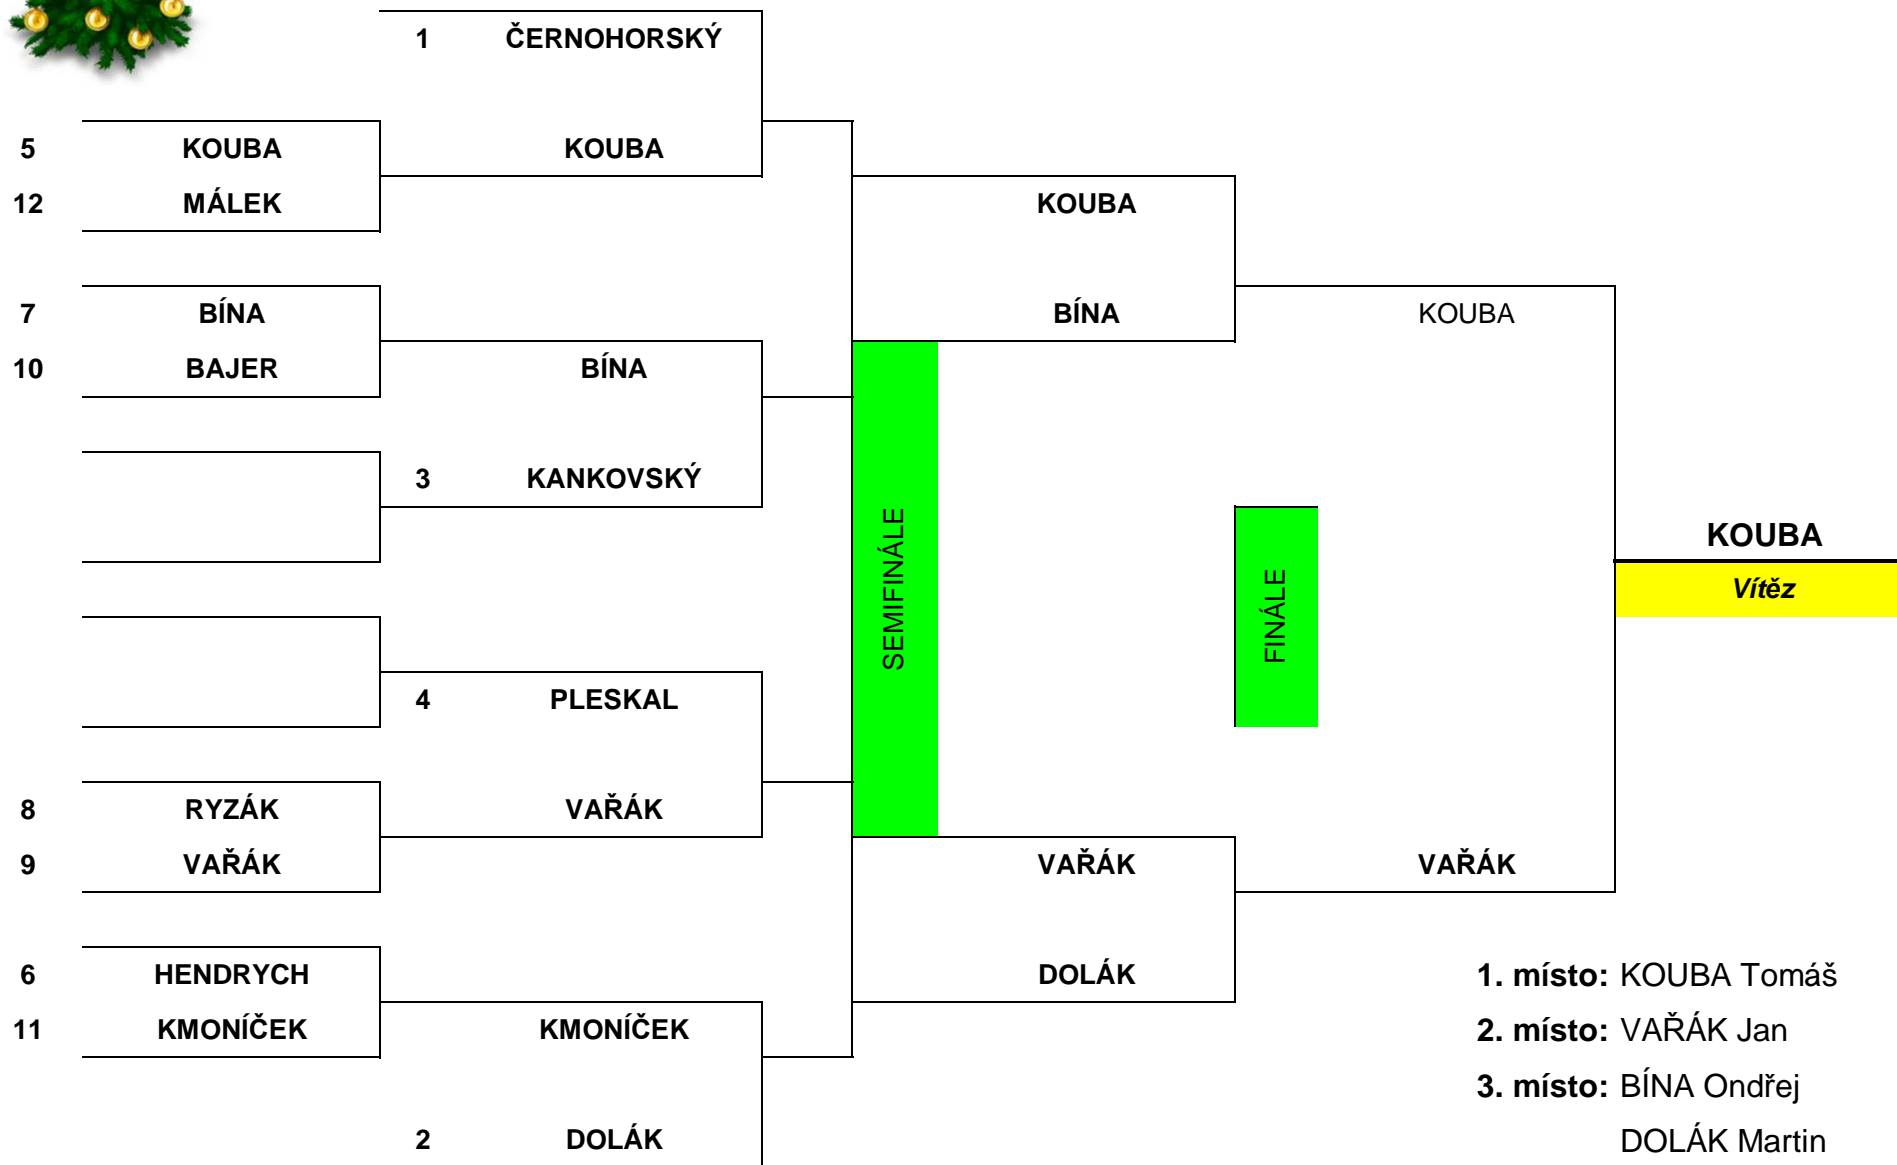 1 ČERNOHORSKÝ
5 KOUBA KOUBA
12 MÁLEK KOUBA
7 BÍNA BÍNA KOUBA
10 BAJER BÍNA
3 KANKOVSKÝ
SEMIFINÁLE
FINÁLE
KOUBA
Vítěz
4 PLESKAL
8 RYZÁK VAŘÁK
9 VAŘÁK VAŘÁK VAŘÁK
6 HENDRYCH DOLÁK 1. místo: KOUBA Tomáš
11 KMONÍČEK KMONÍČEK 2. místo: VAŘÁK Jan
3. místo: BÍNA Ondřej
2 DOLÁK DOLÁK Martin